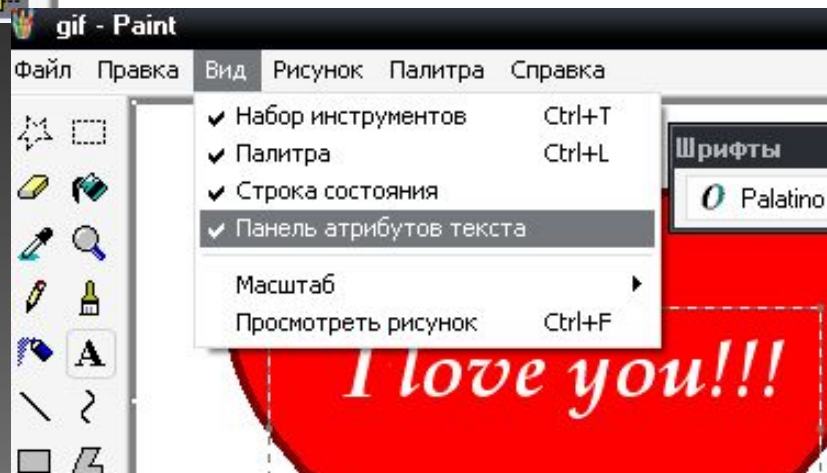 gif - Paint
Файл Правка Вид Рисунок Палитра Справка
Набор инструментов Ctrl+T
Палитра Ctrl+L
Строка состояния
Панель атрибутов текста
Масштаб
Просмотреть рисунок Ctrl+F
Шрифты
Palatino
A
I love you!!!